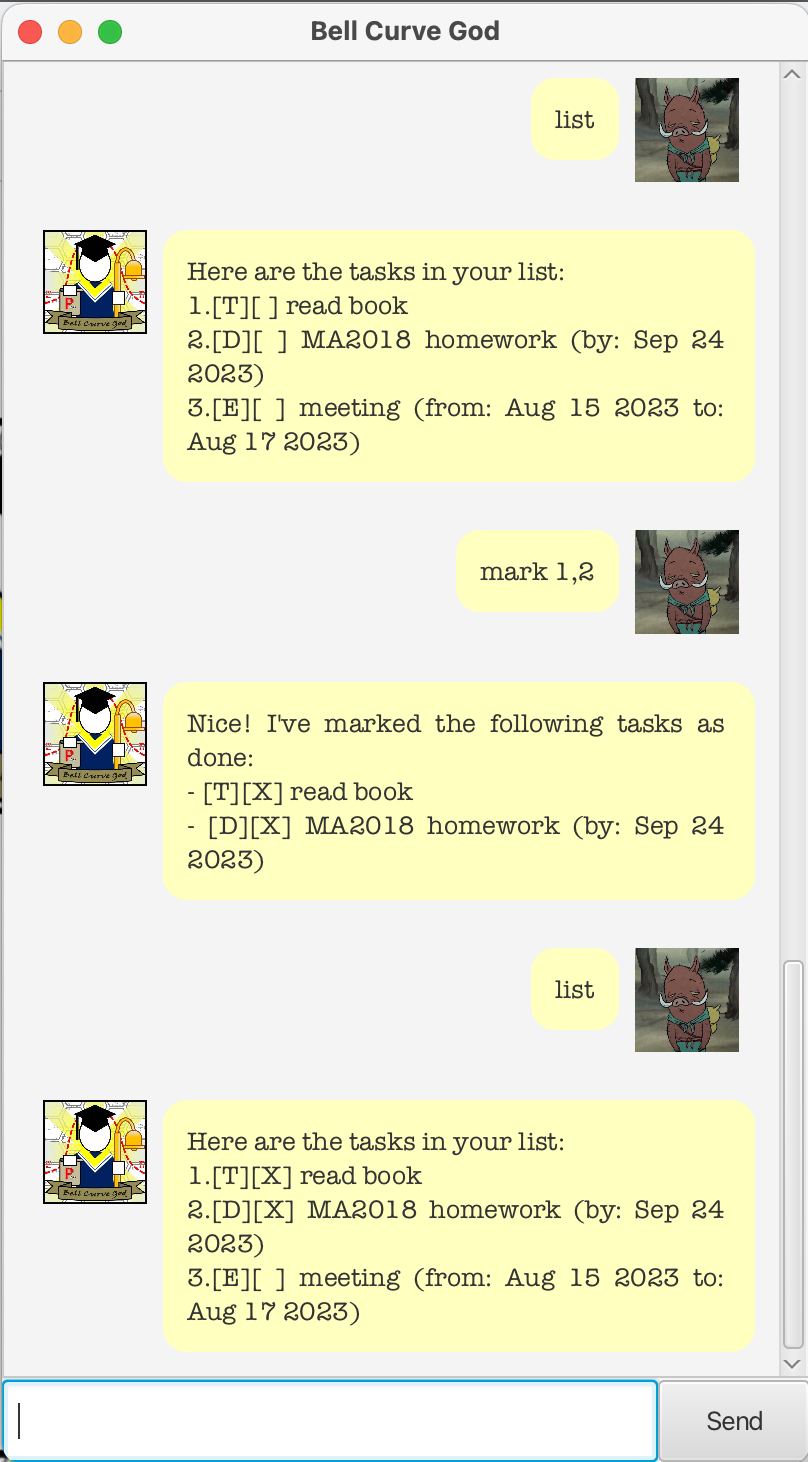 Bell Curve God
list
Here are the tasks in your list:
1.[T][ ] read book
2.[D][ ] MA2018 homework (by: Sep 24
2023)
3.[E][ ] meeting (from: Aug 15 2023 to:
Aug 17 2023)
P
Bell Curve God
mark 1,2
Nice! I've marked the following tasks as
done:
- [T][X] read book
- [D][X] MA2018 homework (by: Sep 24
2023)
P
Bell Curve God
list
Here are the tasks in your list:
1.[T][X] read book
2.[D][X] MA2018 homework (by: Sep 24
2023)
3.[E][ ] meeting (from: Aug 15 2023 to:
Aug 17 2023)
P
Bell Curve God
Send